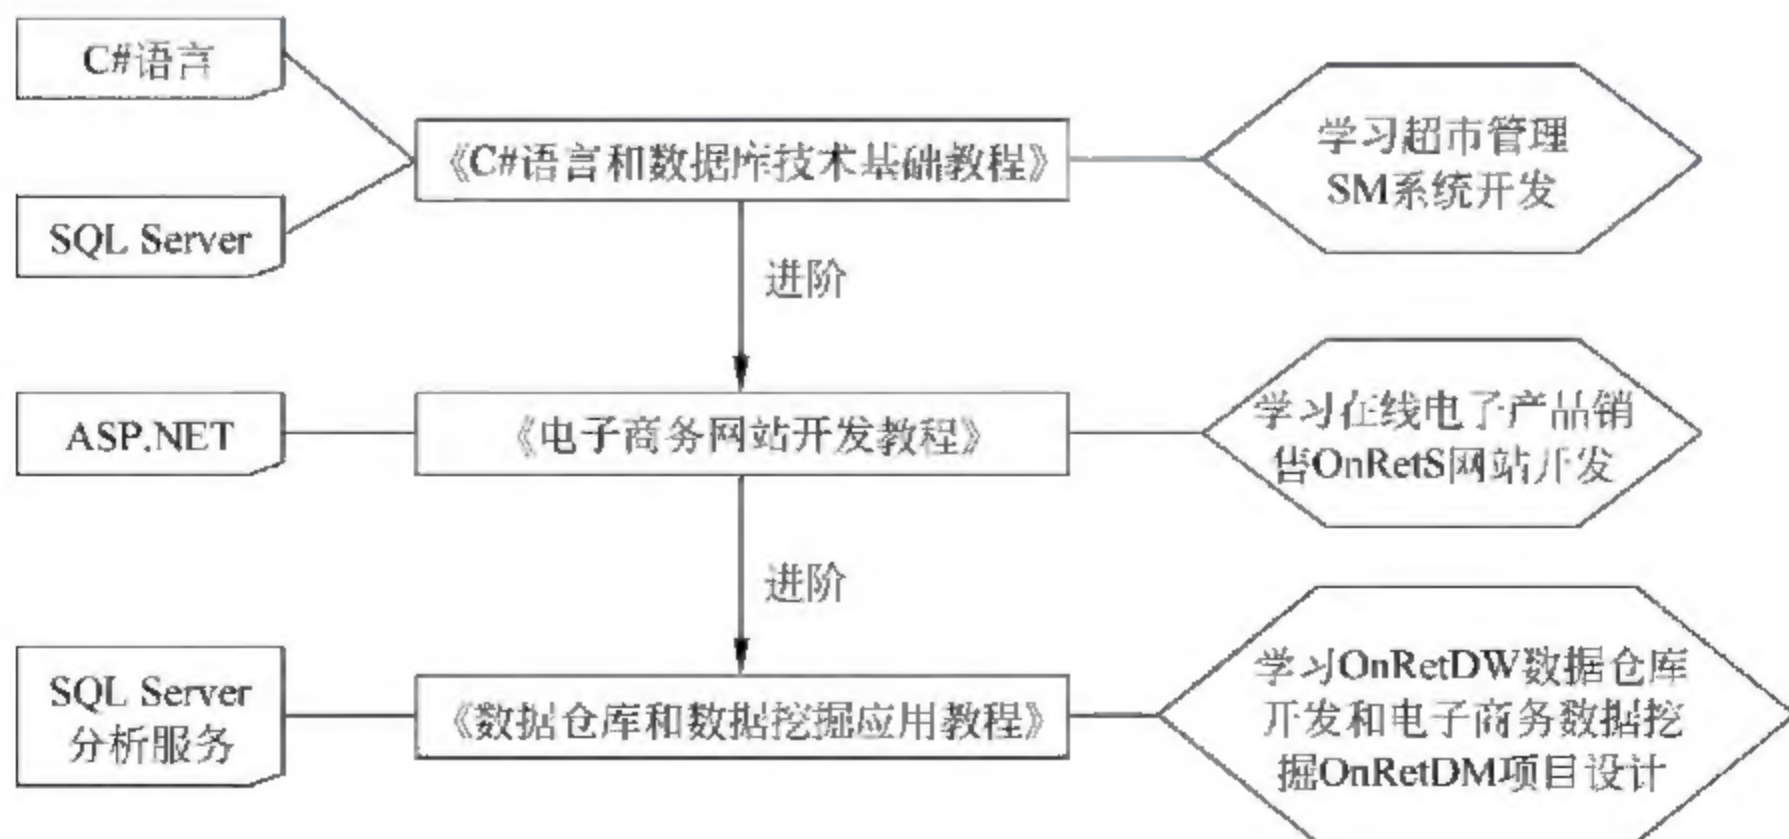 C#语言
《C#语言和数据库技术基础教程》
学习超市管理
SM系统开发
SQL Server
进阶
ASP.NET
《电子商务网站开发教程》
学习在线电子产品销
售OnRetS网站开发
进阶
SQL Server
分析服务
《数据仓库和数据挖掘应用教程》
学习OnRetDW数据仓库
开发和电子商务数据挖
掘OnRetDM项目设计